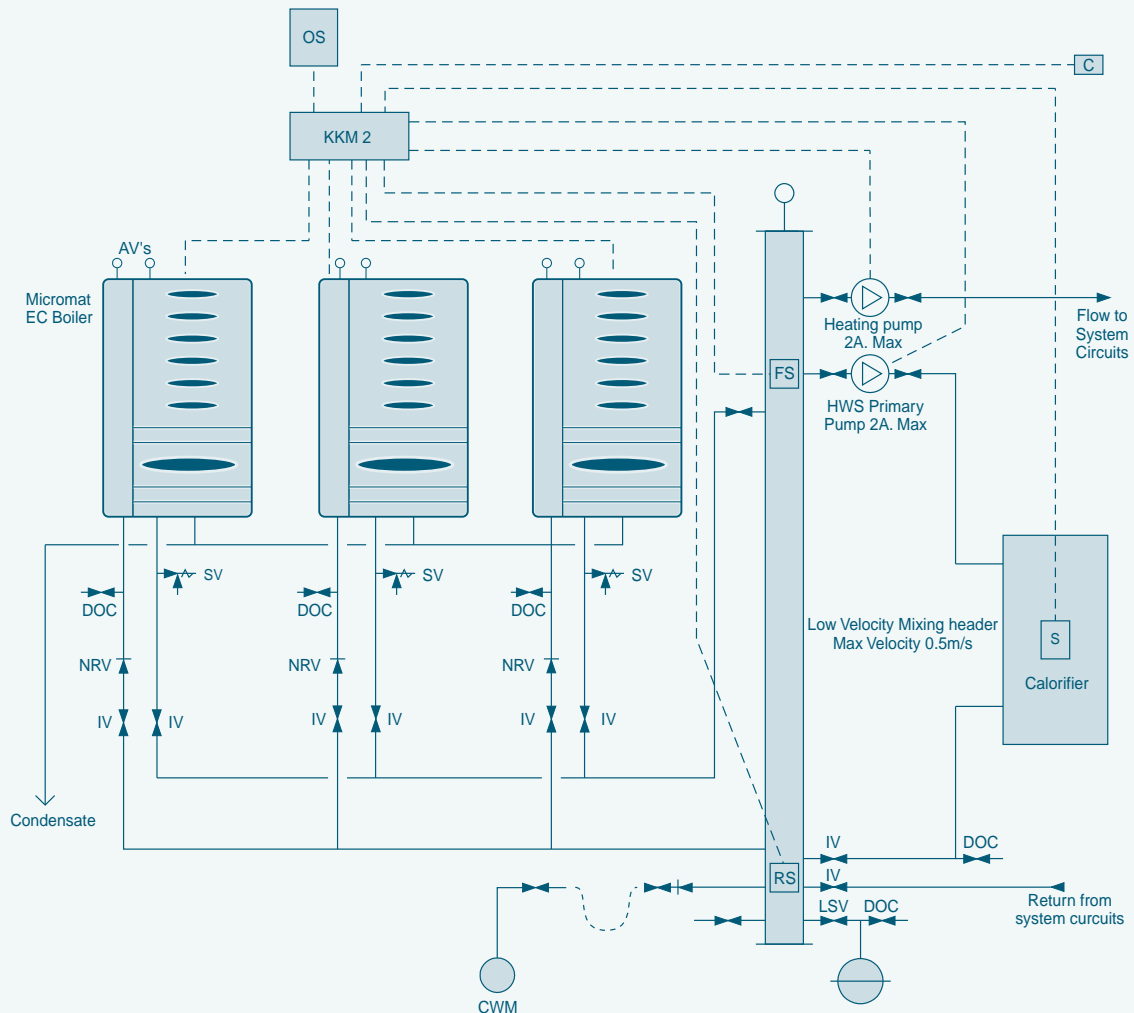 OS
C
KKM 2
AV's
Micromat
EC Boiler
Heating pump
2A. Max
Flow to
System
Circuits
FS
HWS Primary
Pump 2A. Max
SV
SV
SV
DOC
DOC
DOC
Low Velocity Mixing header
Max Velocity 0.5m/s
S
Calorifier
NRV
NRV
NRV
IV
IV
IV
IV
IV
IV
Condensate
IV
DOC
RS
IV
Return from
system curcuits
LSV
DOC
CWM